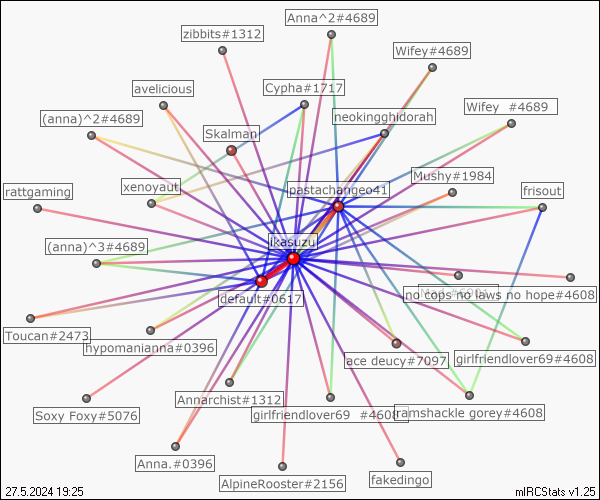 Anna^2#4689
zibbits#1312
Wifey#4689
avelicious
Cypha#1717
(anna)^2#4689
neokingghidorah
Wifey  #4689
Skalman
Mushy#1984
rattgaming
xenoyaut
pastachangeo41
frisout
(anna)^3#4689
ikasuzu
default#0617
no cops no laws no hope#4608
Toucan#2473
hypomanianna#0396
ace deucy#7097
girlfriendlover69#4608
Soxy Foxy#5076
Annarchist#1312
girlfriendlover69  #4608
ramshackle gorey#4608
Anna.#0396
AlpineRooster#2156
fakedingo
27.5.2024 19:25
mIRCStats v1.25